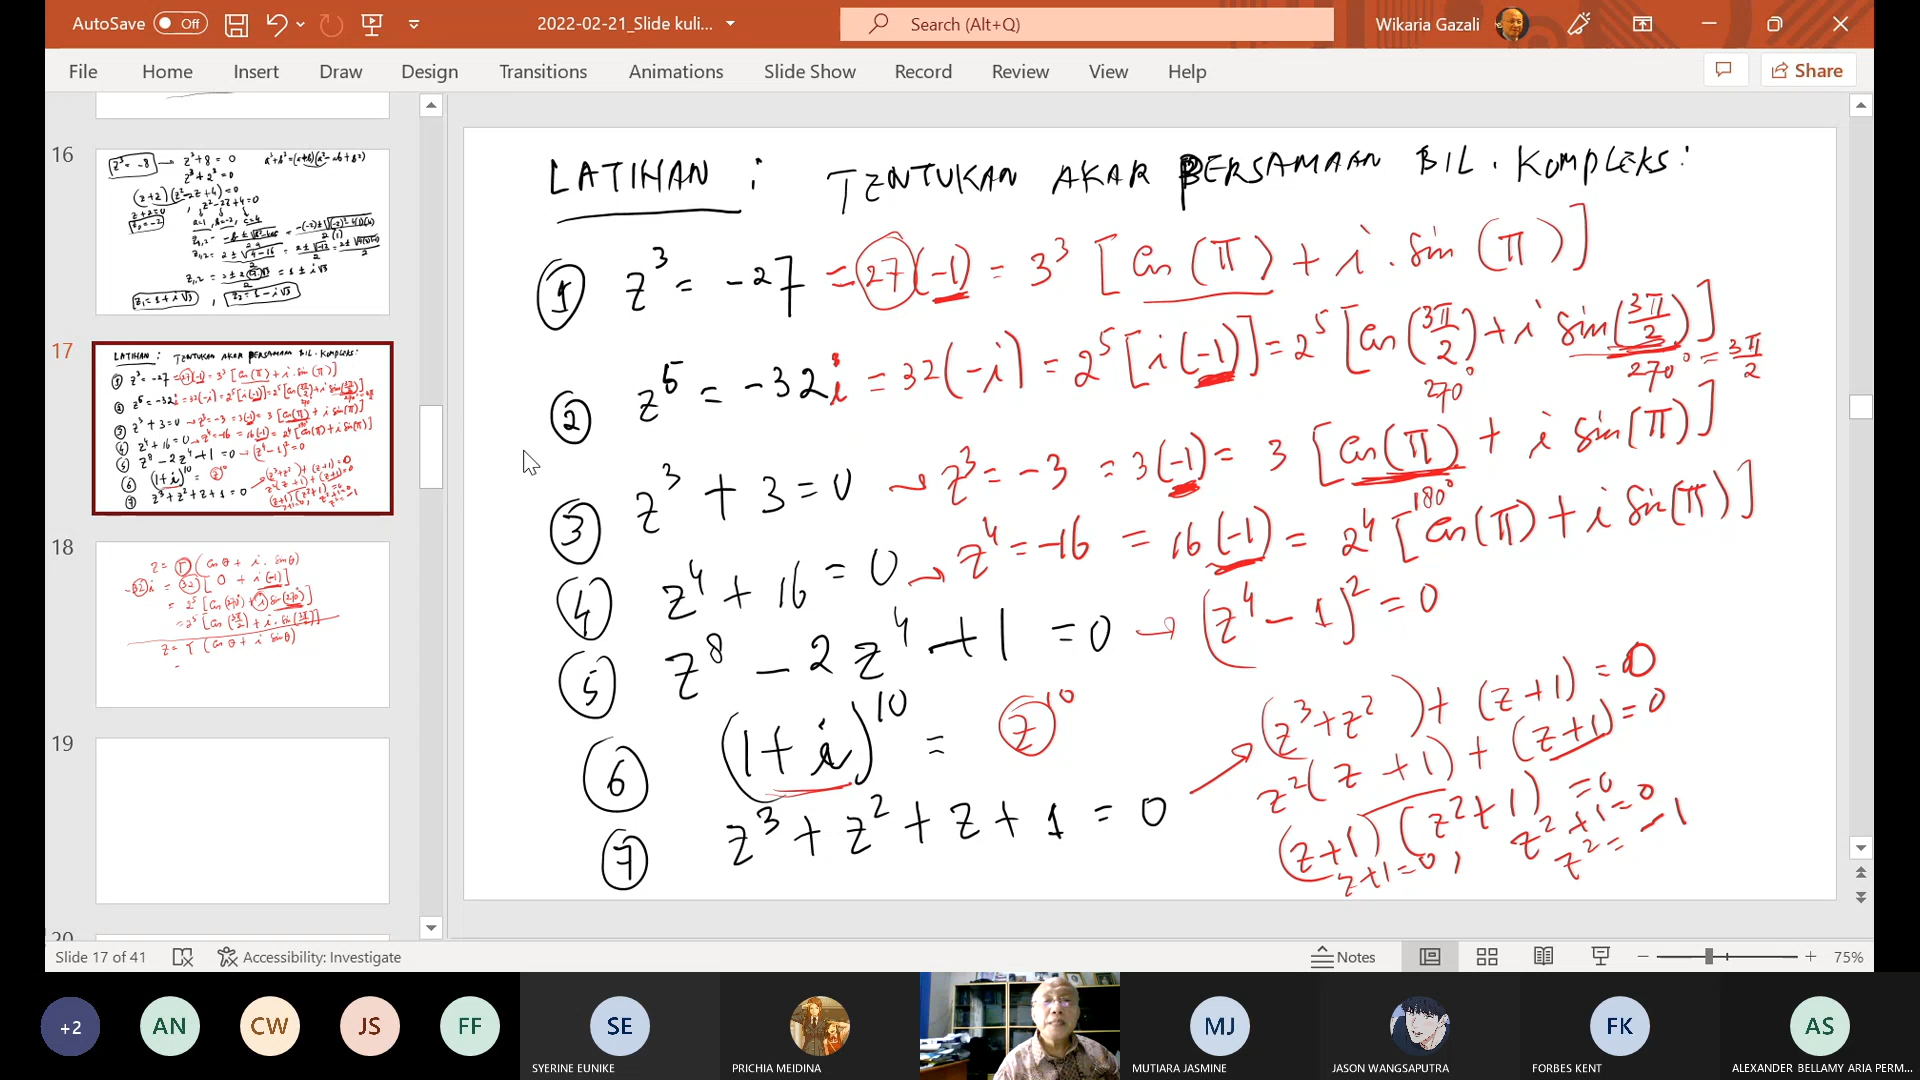 AutoSave Off 2022-02-21_Slide kuli... Search (Alt+Q) Wikaria Gazali
File Home Insert Draw Design Transitions Animations Slide Show Record Review View Help Share
16
17
18
19
20
LATIHAN : TENTUKAN AKAR PERSAMAAN BIL. KOMPLEKS:
① z³ = -27 = 27(-1) = 3³ [Cos(π) + i . Sin (π)]
② z⁵ = -32i = 32(-i) = 2⁵ [i(-1)] = 2⁵ [Cos(3π/2) + i sin(3π/2)]
270° 270° = 3π/2
③ z³ + 3 = 0 → z³ = -3 = 3(-1) = 3 [Cos(π) + i sin(π)]
180°
④ z⁴ + 16 = 0 → z⁴ = -16 = 16(-1) = 2⁴ [Cos(π) + i Sin(π)]
⑤ z⁸ - 2z⁴ + 1 = 0 → (z⁴ - 1)² = 0
⑥ (1+i)¹⁰ = z¹⁰
⑦ z³ + z² + z + 1 = 0
(z³+z²) + (z+1) = 0
z²(z+1) + (z+1) = 0
(z+1)(z²+1) = 0
z+1=0, z²+1=0
z² = -1
Slide 17 of 41 Accessibility: Investigate Notes 75%
+2 AN CW JS FF SE MJ FK AS
SYERINE EUNIKE PRICHIA MEIDINA MUTIARA JASMINE JASON WANGSAPUTRA FORBES KENT ALEXANDER BELLAMY ARIA PERM...